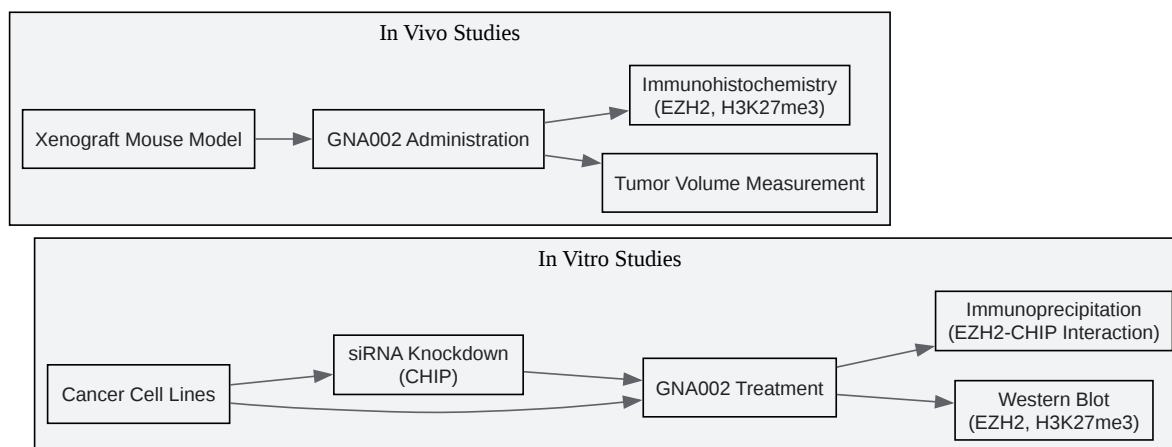 In Vivo Studies
Immunohistochemistry
(EZH2, H3K27me3)
Xenograft Mouse Model
GNA002 Administration
Tumor Volume Measurement
In Vitro Studies
Immunoprecipitation
(EZH2-CHIP Interaction)
siRNA Knockdown
(CHIP)
GNA002 Treatment
Cancer Cell Lines
Western Blot
(EZH2, H3K27me3)